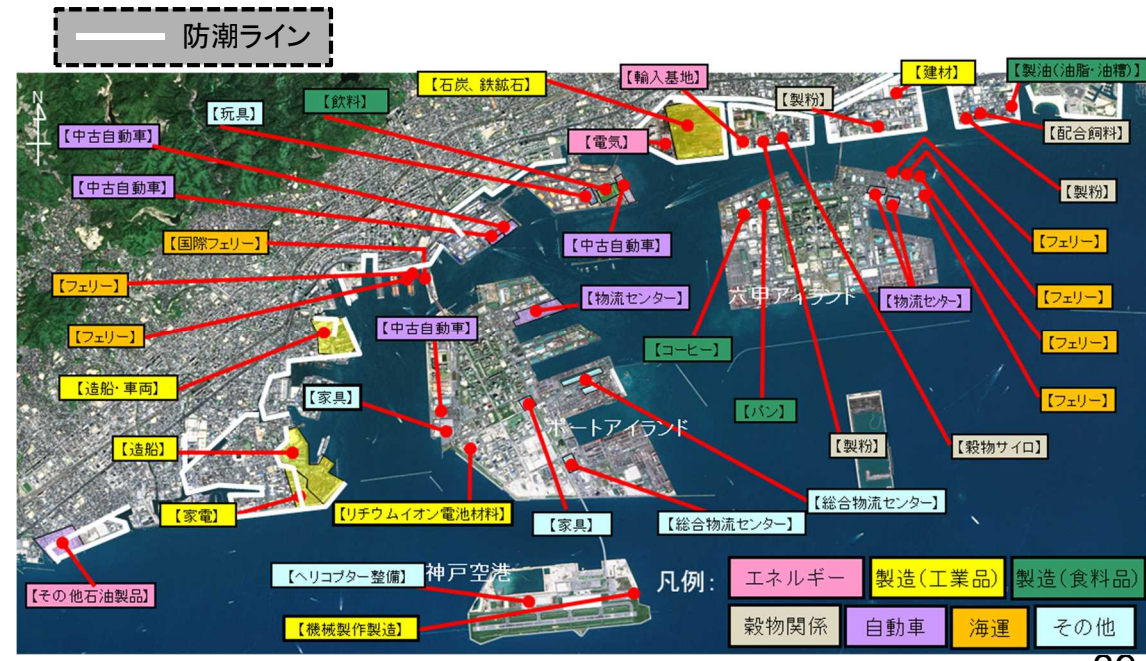 防潮ライン
N
【石炭、鉄鉱石】
【輸入基地】
【建材】
【製油(油脂・油糟)】
【飲料】
【玩具】
【製粉】
【中古自動車】
【電気】
【配合飼料】
【中古自動車】
【製粉】
【国際フェリー】
【中古自動車】
【フェリー】
【フェリー】
【物流センター】
六甲アイランド
【物流センター】
【フェリー】
【フェリー】
【中古自動車】
【フェリー】
【コーヒー】
【造船・車両】
【家具】
【フェリー】
【パン】
ポートアイランド
【造船】
【製粉】
【穀物サイロ】
【総合物流センター】
【家電】
【リチウムイオン電池材料】
【家具】
【総合物流センター】
【その他石油製品】
【ヘリコプター整備】
神戸空港
【機械製作製造】
凡例:
エネルギー
製造(工業品)
製造(食料品)
穀物関係
自動車
海運
その他